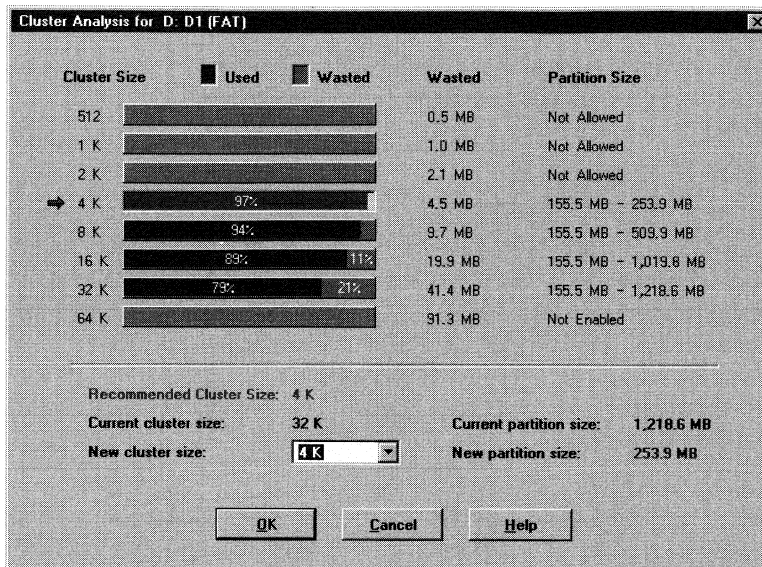 Cluster Analysis for D: D1 (FAT)
Cluster Size Used Wasted Wasted Partition Size
512 0.5 MB Not Allowed
1 K 1.0 MB Not Allowed
2 K 2.1 MB Not Allowed
4 K 97% 4.5 MB 155.5 MB - 253.9 MB
8 K 94% 9.7 MB 155.5 MB - 509.9 MB
16 K 89% 11% 19.9 MB 155.5 MB - 1,019.8 MB
32 K 79% 21% 41.4 MB 155.5 MB - 1,218.6 MB
64 K 91.3 MB Not Enabled
Recommended Cluster Size: 4 K
Current cluster size: 32 K Current partition size: 1,218.6 MB
New cluster size: 4 K New partition size: 253.9 MB
OK Cancel Help